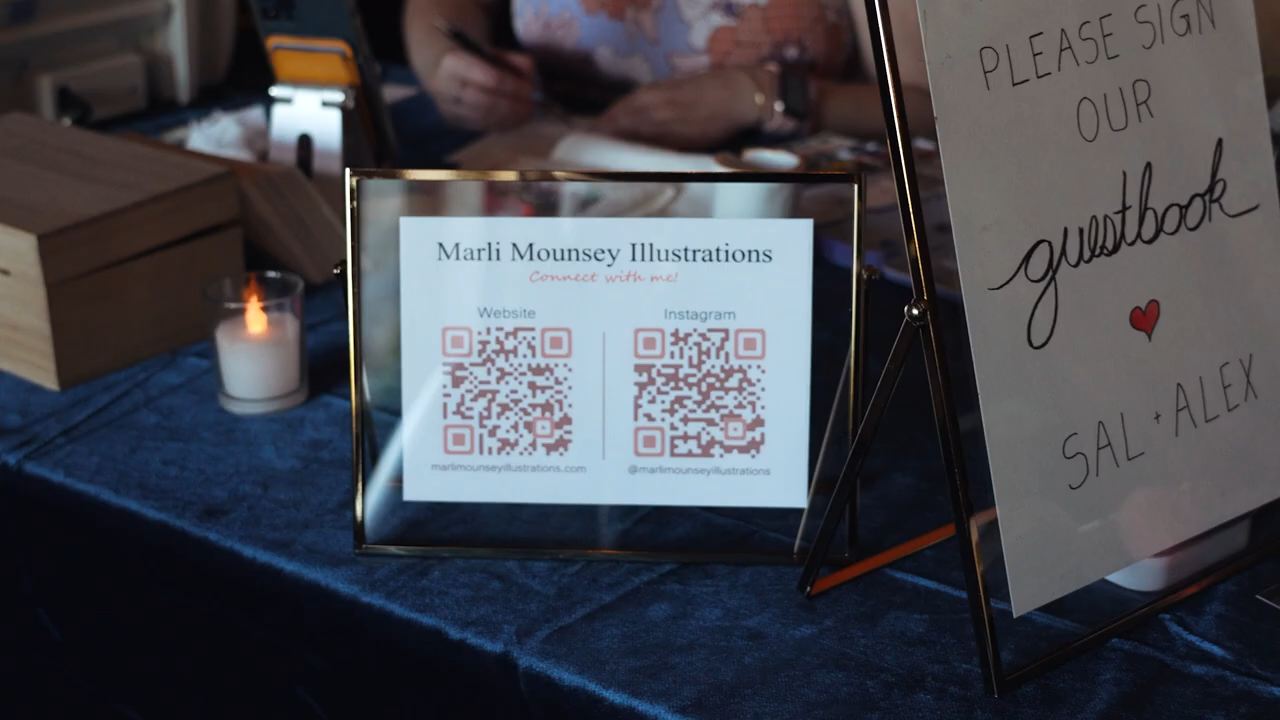 Marli Mounsey Illustrations
Connect with me!
Website
Instagram
marlimounseyillustrations.com
@marlimounseyillustrations
PLEASE SIGN
OUR
guestbook
SAL + ALEX